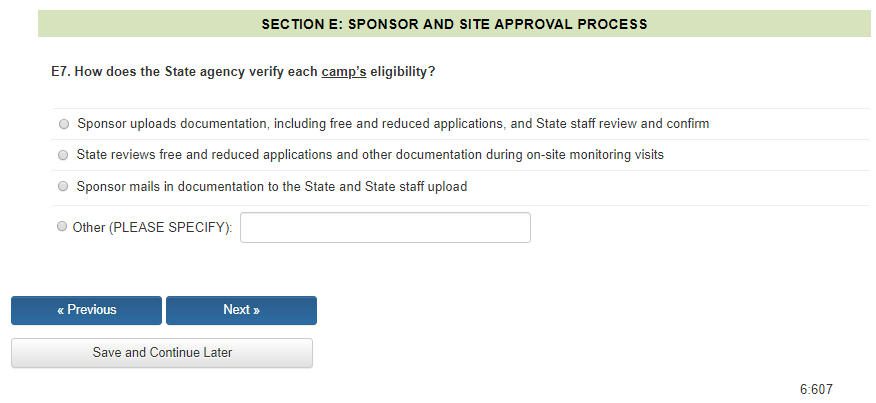 SECTION E: SPONSOR AND SITE APPROVAL PROCESS
E7. How does the State agency verify each camp's eligibility?
Sponsor uploads documentation, including free and reduced applications, and State staff review and confirm
State reviews free and reduced applications and other documentation during on-site monitoring visits
Sponsor mails in documentation to the State and State staff upload
Other (PLEASE SPECIFY):
« Previous
Next »
Save and Continue Later
6:607